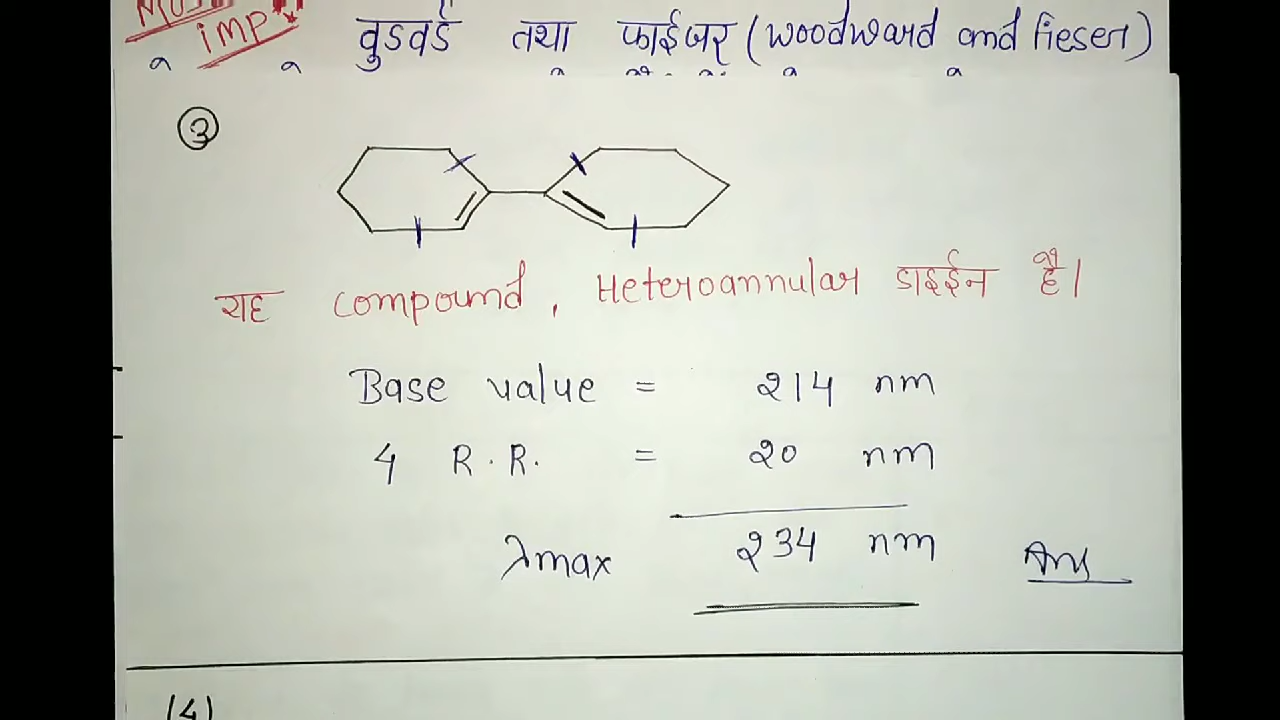 imp
वुडवर्ड तथा फाईजर (woodward and fieser)
③
यह compound, Heteroannular डाइईन है।
Base value = 214 nm
4 R.R. = 20 nm
λmax 234 nm Ans
(4)